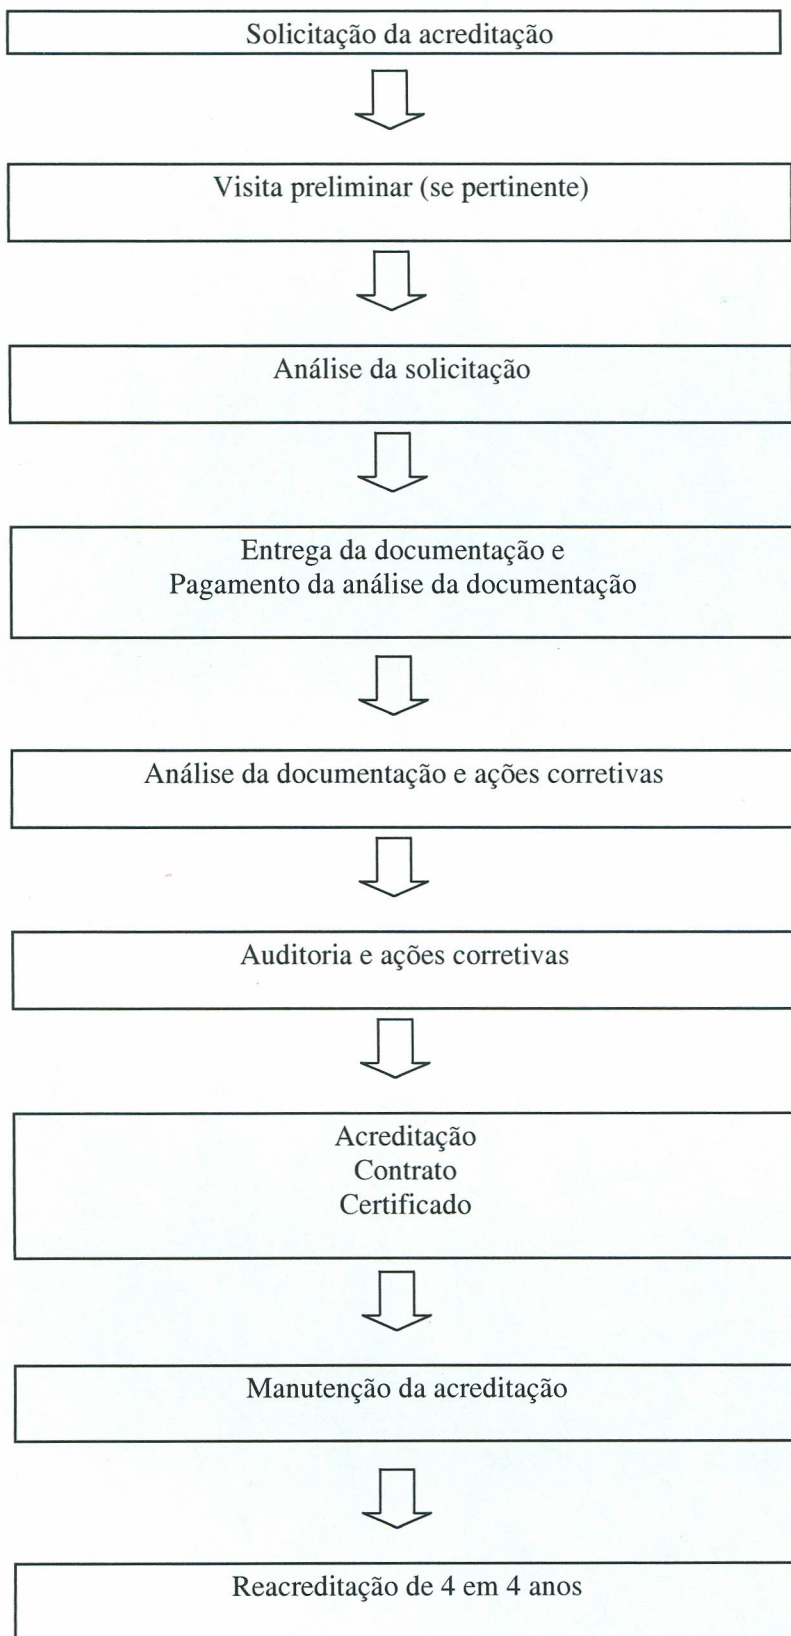 Solicitação da acreditação
Visita preliminar (se pertinente)
Análise da solicitação
Entrega da documentação e
Pagamento da análise da documentação
Análise da documentação e ações corretivas
Auditoria e ações corretivas
Acreditação
Contrato
Certificado
Manutenção da acreditação
Reacreditação de 4 em 4 anos